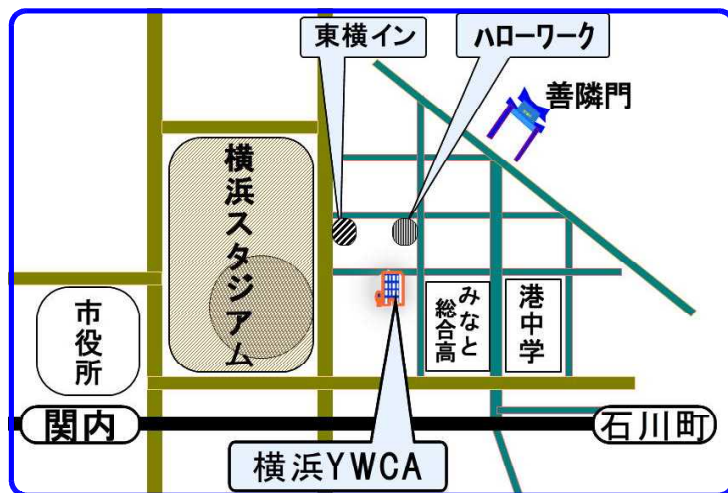 東横イン
ハローワーク
善隣門
横浜スタジアム
市役所
みなと
総合高
港中学
関内
石川町
横浜YWCA